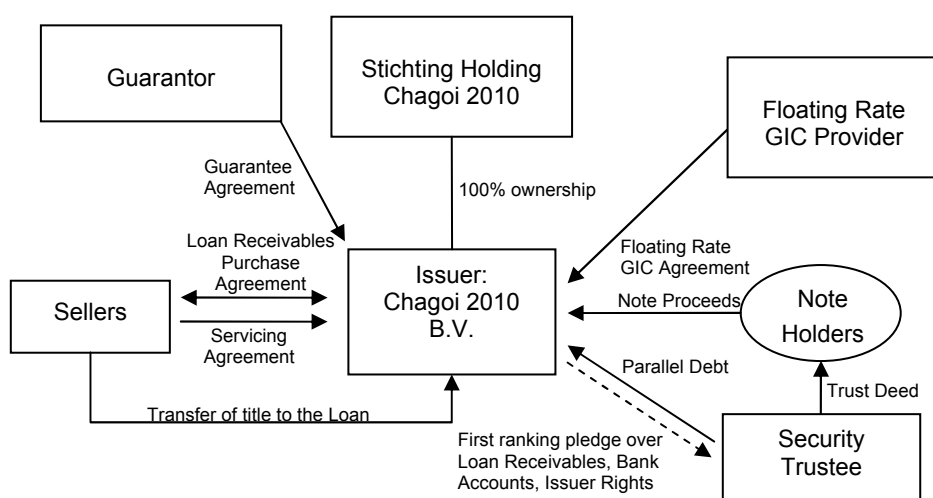 Guarantor
Stichting Holding
Chagoi 2010
Floating Rate
GIC Provider
Guarantee
Agreement
100% ownership
Loan Receivables
Purchase
Agreement
Sellers
Servicing
Agreement
Issuer:
Chagoi 2010
B.V.
Floating Rate
GIC Agreement
Note Proceeds
Note
Holders
Parallel Debt
Trust Deed
Transfer of title to the Loan
First ranking pledge over
Loan Receivables, Bank
Accounts, Issuer Rights
Security
Trustee